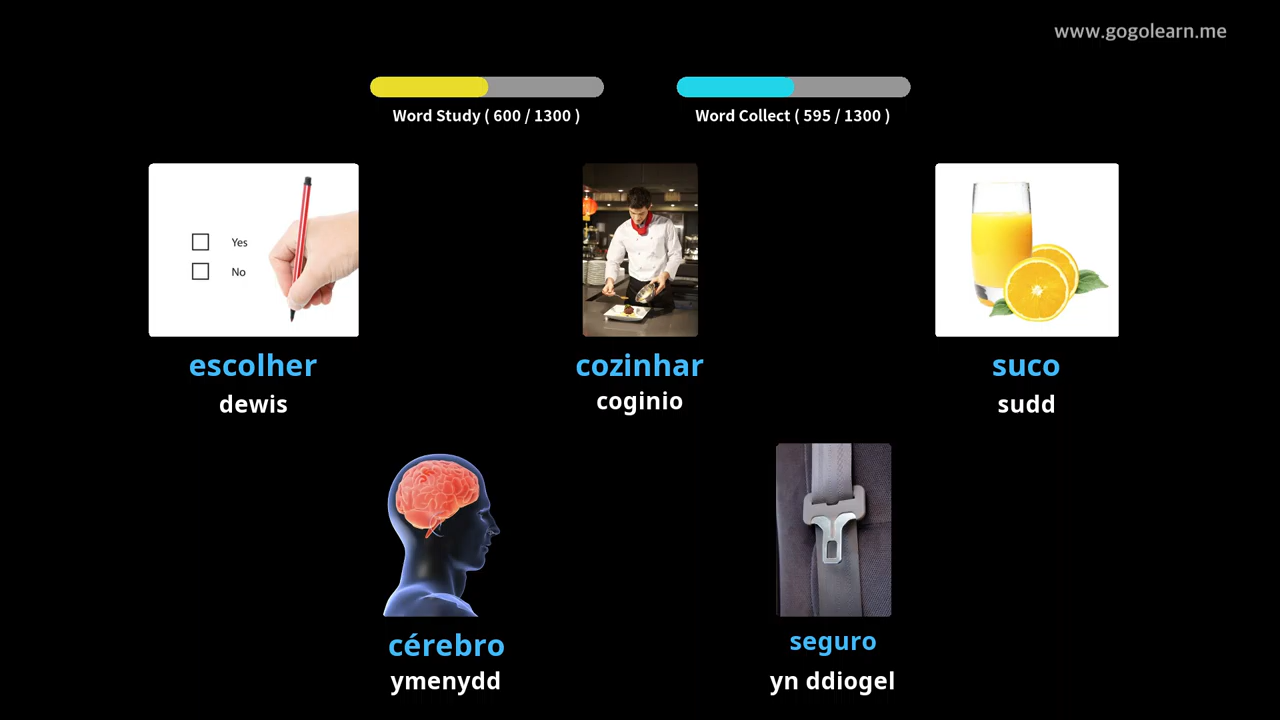 www.gogolearn.me
Word Study ( 600 / 1300 )
Word Collect ( 595 / 1300 )
Yes
No
escolher
dewis
cozinhar
coginio
suco
sudd
cérebro
ymenydd
seguro
yn ddiogel